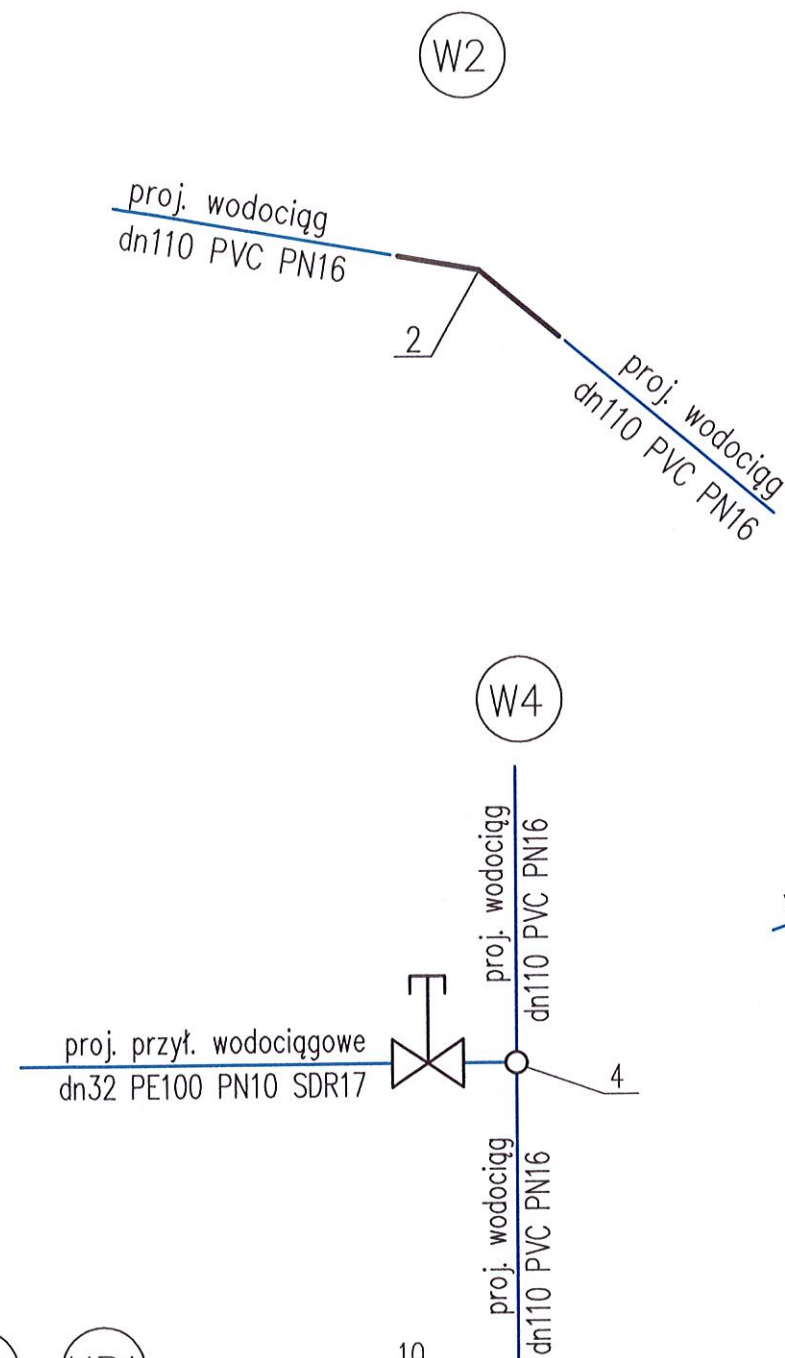 W2
proj. wodociąg
dn110 PVC PN16
2
proj. wodociąg
dn110 PVC PN16
W4
proj. wodociąg
dn110 PVC PN16
proj. przył. wodociągowe
dn32 PE100 PN10 SDR17
4
proj. wodociąg
dn110 PVC PN16
10